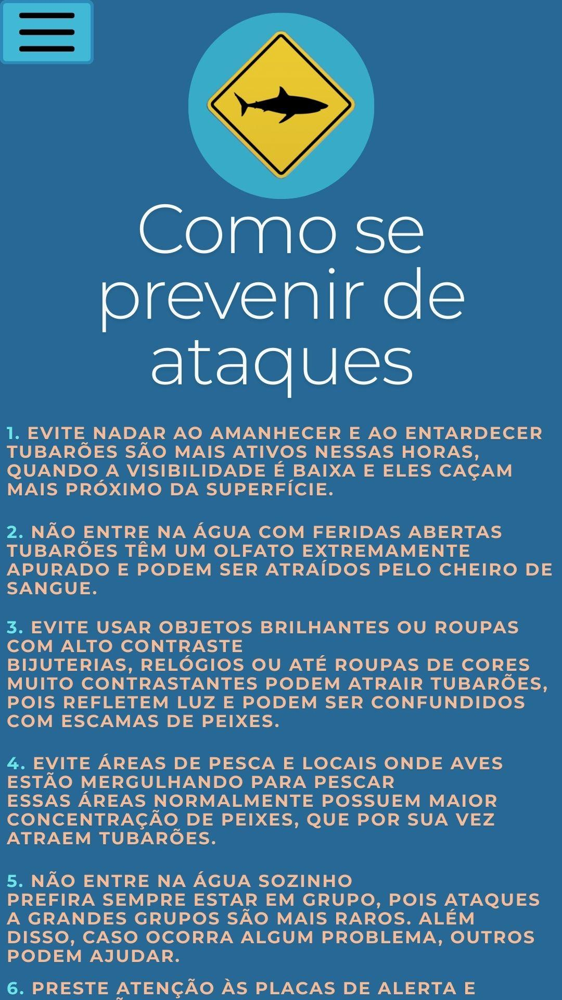 Como se
prevenir de
ataques
1. EVITE NADAR AO AMANHECER E AO ENTARDECER
TUBARÕES SÃO MAIS ATIVOS NESSAS HORAS,
QUANDO A VISIBILIDADE É BAIXA E ELES CAÇAM
MAIS PRÓXIMO DA SUPERFÍCIE.
2. NÃO ENTRE NA ÁGUA COM FERIDAS ABERTAS
TUBARÕES TÊM UM OLFATO EXTREMAMENTE
APURADO E PODEM SER ATRAÍDOS PELO CHEIRO DE
SANGUE.
3. EVITE USAR OBJETOS BRILHANTES OU ROUPAS
COM ALTO CONTRASTE
BIJUTERIAS, RELÓGIOS OU ATÉ ROUPAS DE CORES
MUITO CONTRASTANTES PODEM ATRAIR TUBARÕES,
POIS REFLETEM LUZ E PODEM SER CONFUNDIDOS
COM ESCAMAS DE PEIXES.
4. EVITE ÁREAS DE PESCA E LOCAIS ONDE AVES
ESTÃO MERGULHANDO PARA PESCAR
ESSAS ÁREAS NORMALMENTE POSSUEM MAIOR
CONCENTRAÇÃO DE PEIXES, QUE POR SUA VEZ
ATRAEM TUBARÕES.
5. NÃO ENTRE NA ÁGUA SOZINHO
PREFIRA SEMPRE ESTAR EM GRUPO, POIS ATAQUES
A GRANDES GRUPOS SÃO MAIS RAROS. ALÉM
DISSO, CASO OCORRA ALGUM PROBLEMA, OUTROS
PODEM AJUDAR.
6. PRESTE ATENÇÃO ÀS PLACAS DE ALERTA E